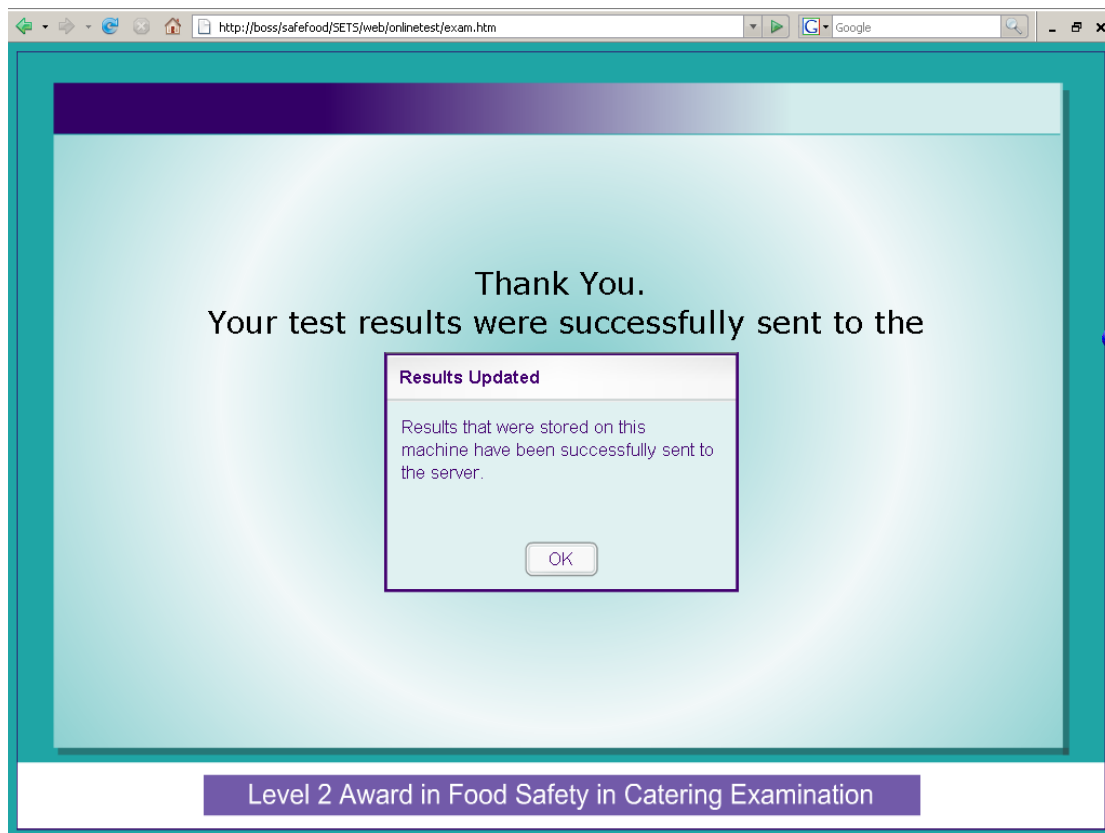 http://boss/safefood/SETS/web/onlinetest/exam.htm
G
Google
Thank You.
Your test results were successfully sent to the
Results Updated
Results that were stored on this
machine have been successfully sent to
the server.
OK
Level 2 Award in Food Safety in Catering Examination